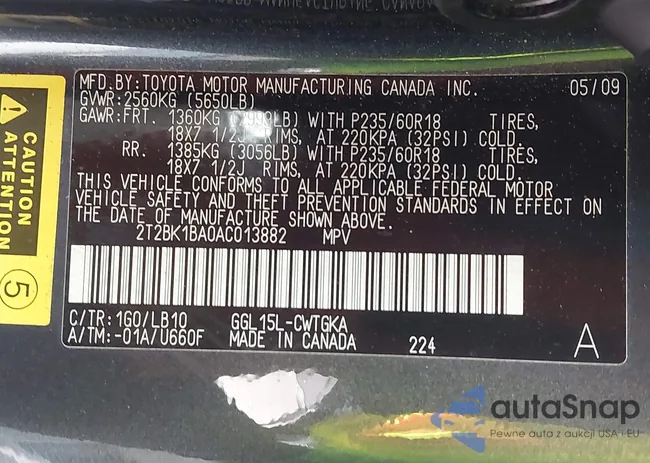 MFD. BY: TOYOTA MOTOR MANUFACTURING CANADA INC. 05/09
GVWR: 2560KG (5650LB)
GAWR: FRT. 1360KG LB) WITH P235/60R18 TIRES,
18X7 1/2J RIMS, AT 220KPA (32PSI) COLD.
RR. 1385KG (3056LB) WITH P235/60R18 TIRES,
18X7 1/2J RIMS, AT 220KPA (32PSI) COLD.
THIS VEHICLE CONFORMS TO ALL APPLICABLE FEDERAL MOTOR
VEHICLE SAFETY AND THEFT PREVENTION STANDARDS IN EFFECT ON
THE DATE OF MANUFACTURE SHOWN ABOVE.
2T2BK1BA0AC013882 MPV
C/TR: 1G0/LB10 GGL15L-CWTGKA
A/TM: -01A/U660F MADE IN CANADA 224 A
CAUTION
ATTENTION
5
autaSnap
Pewne auta z aukcji USA i EU